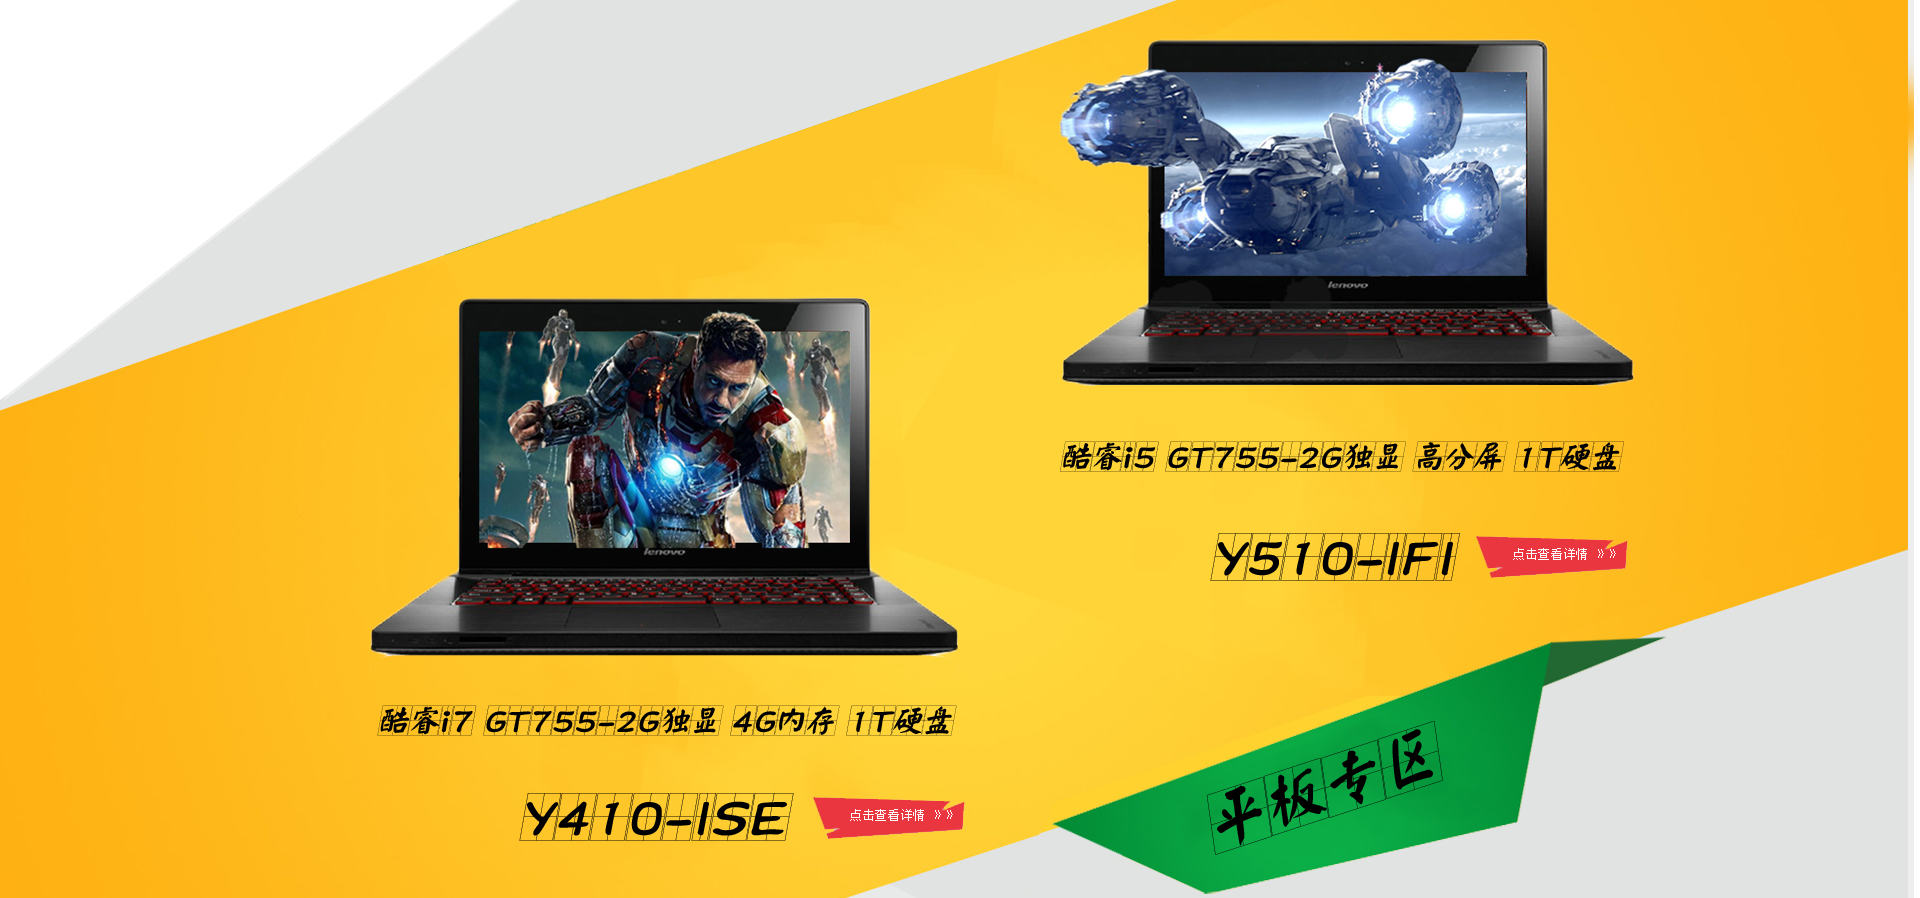 lenovo
酷睿i5 GT755-2G独显 高分屏 1T硬盘
Y510-IFI
点击查看详情 》》
lenovo
酷睿i7 GT755-2G独显 4G内存 1T硬盘
Y410-ISE
点击查看详情 》》
平板专区